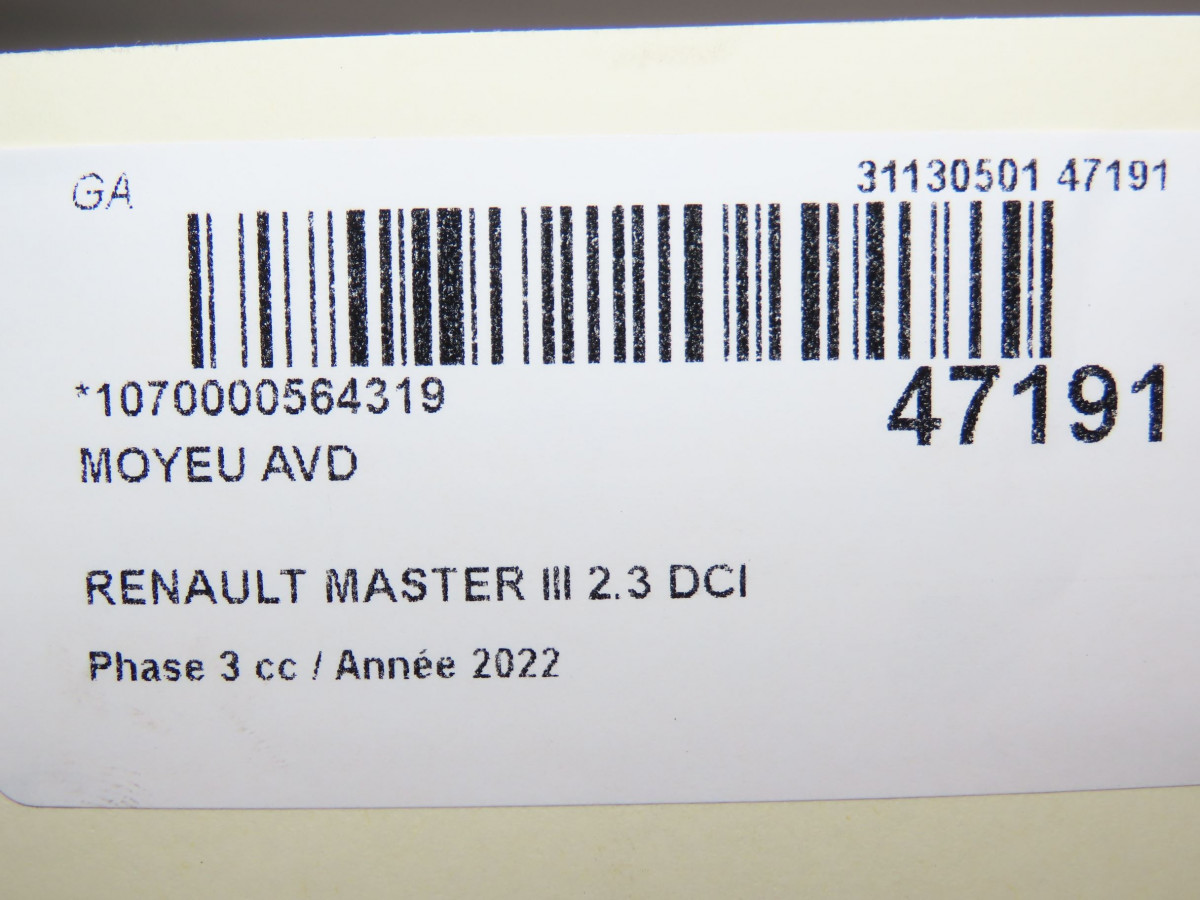 GA
31130501 47191
*1070000564319
47191
MOYEU AVD
RENAULT MASTER III 2.3 DCI
Phase 3 cc / Année 2022